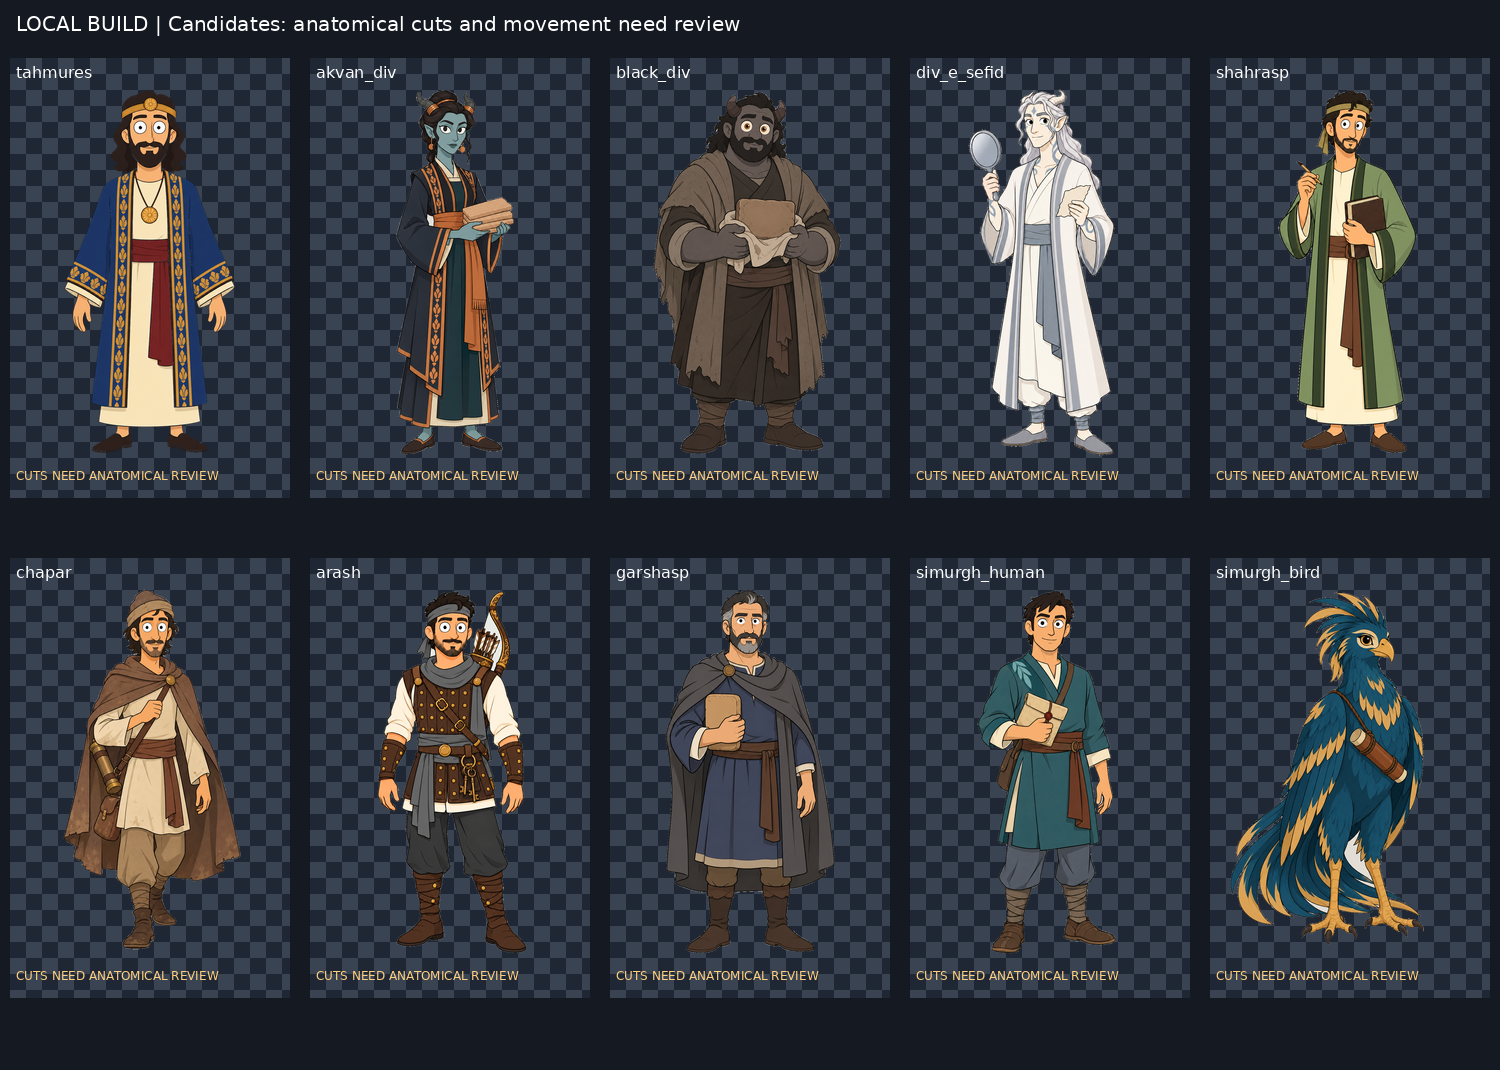 LOCAL BUILD | Candidates: anatomical cuts and movement need review
tahmures
akvan_div
black_div
div_e_sefid
shahrasp
CUTS NEED ANATOMICAL REVIEW
CUTS NEED ANATOMICAL REVIEW
CUTS NEED ANATOMICAL REVIEW
CUTS NEED ANATOMICAL REVIEW
CUTS NEED ANATOMICAL REVIEW
chapar
arash
garshasp
simurgh_human
simurgh_bird
CUTS NEED ANATOMICAL REVIEW
CUTS NEED ANATOMICAL REVIEW
CUTS NEED ANATOMICAL REVIEW
CUTS NEED ANATOMICAL REVIEW
CUTS NEED ANATOMICAL REVIEW